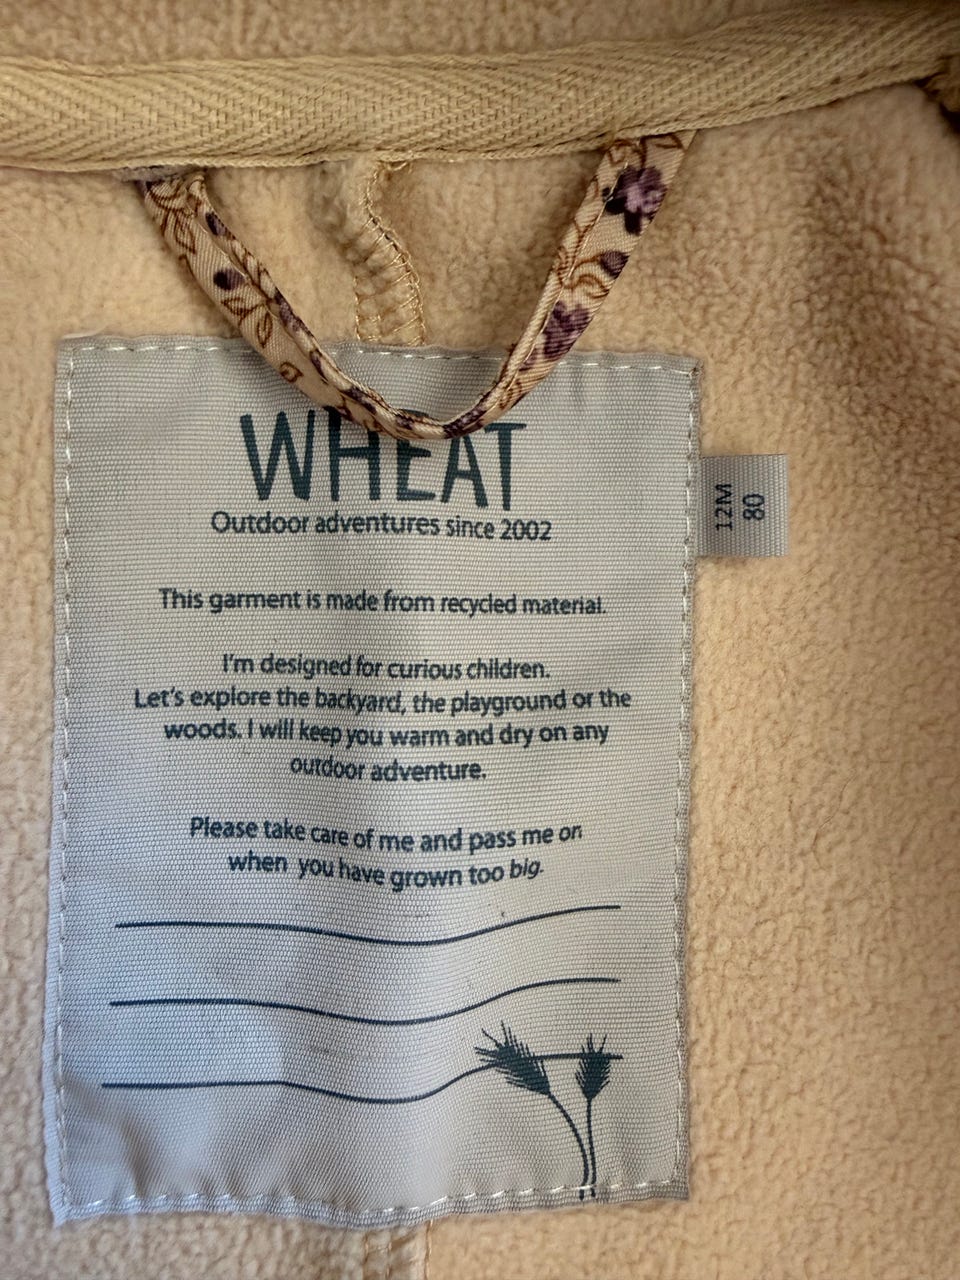 WHEAT
Outdoor adventures since 2002
12M
80
This garment is made from recycled material.
I'm designed for curious children.
Let's explore the backyard, the playground or the
woods. I will keep you warm and dry on any
outdoor adventure.
Please take care of me and pass me on
when you have grown too big.